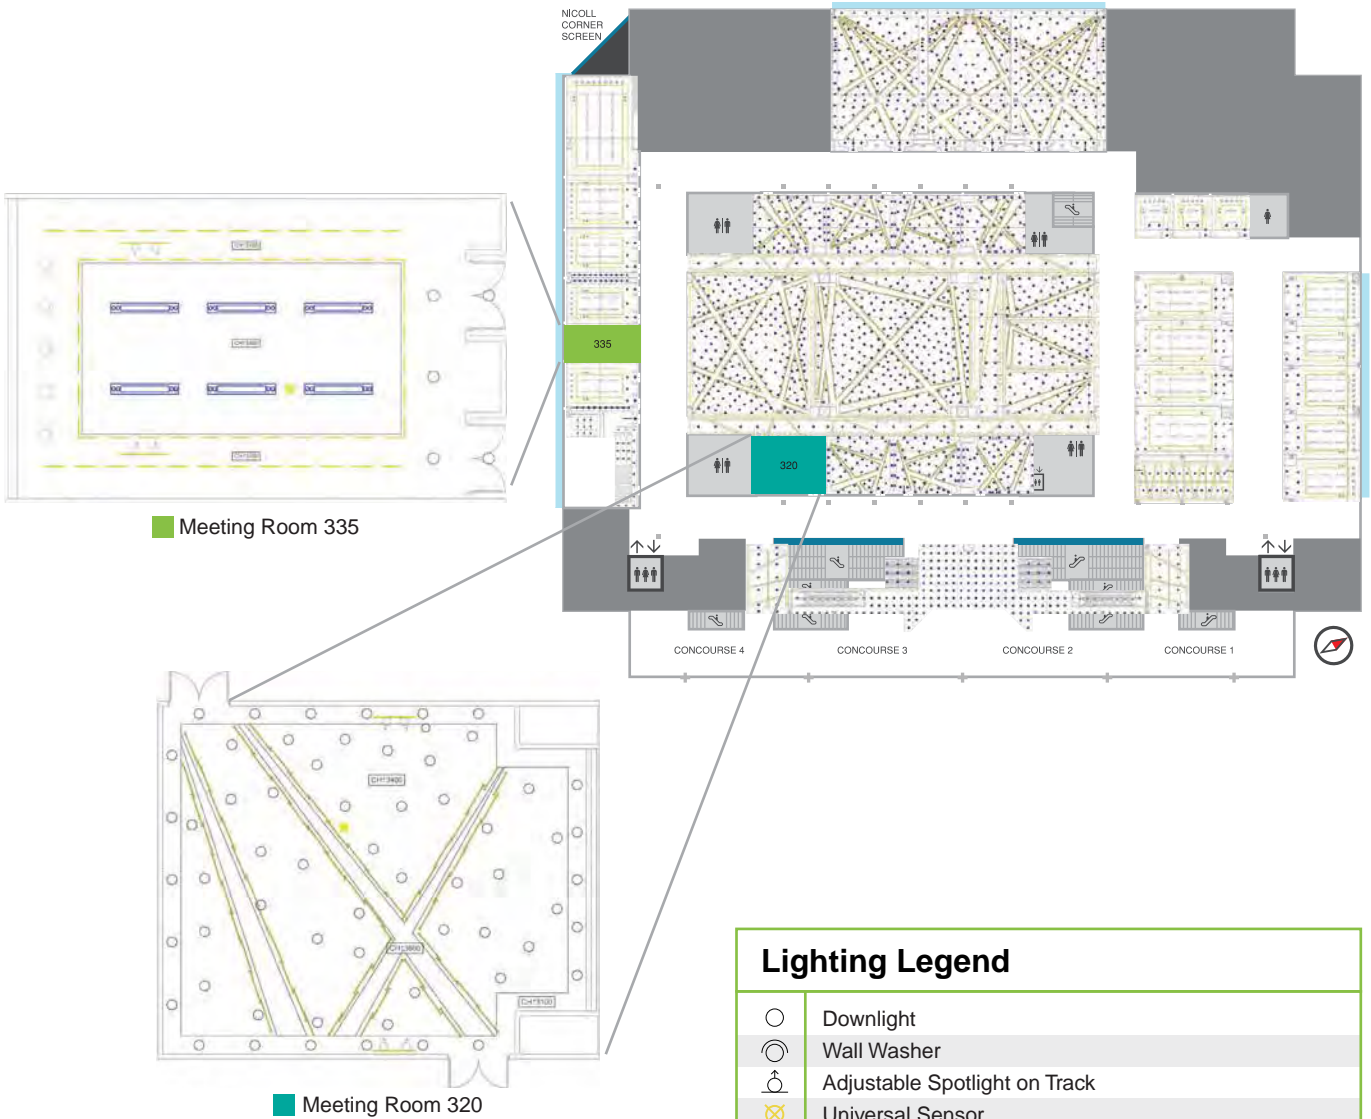 NICOLL
CORNER
SCREEN
335
320
Meeting Room 335
CONCOURSE 4
CONCOURSE 3
CONCOURSE 2
CONCOURSE 1
Meeting Room 320
Lighting Legend
Downlight
Wall Washer
Adjustable Spotlight on Track
Universal Sensor